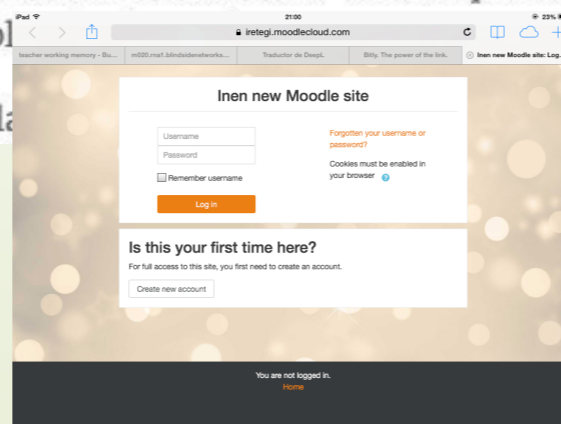 iPad 21:00 23%
iretegi.moodlecloud.com
teacher working memory – Bu... m020.rna1.blindsidenetworks... Traductor de DeepL Bitly. The power of the link. Inen new Moodle site: Log...
Inen new Moodle site
Username
Password
Remember username
Log in
Forgotten your username or
password?
Cookies must be enabled in
your browser
Is this your first time here?
For full access to this site, you first need to create an account.
Create new account
You are not logged in.
Home